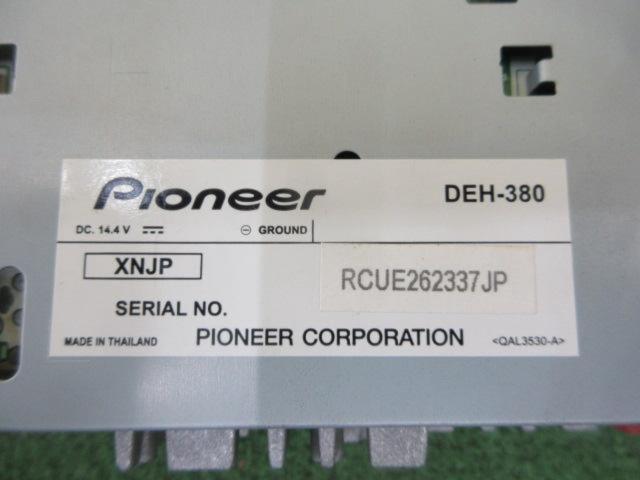 Pioneer DEH-380
DC. 14.4 V ⎓ ⊖ GROUND
XNJP
RCUE262337JP
SERIAL NO.
MADE IN THAILAND PIONEER CORPORATION <QAL3530-A>